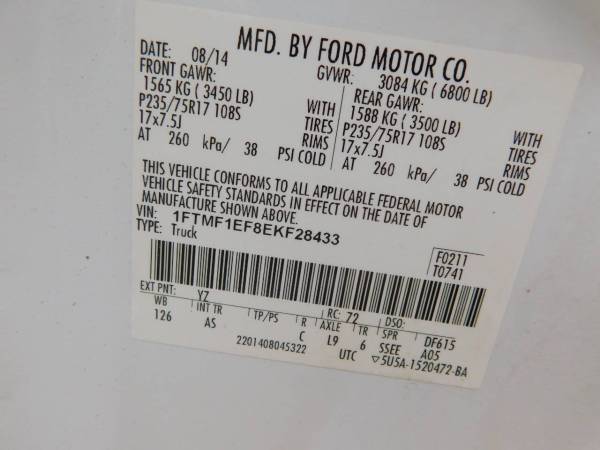 MFD. BY FORD MOTOR CO.
DATE: 08/14 GVWR: 3084 KG ( 6800 LB)
FRONT GAWR: REAR GAWR:
1565 KG ( 3450 LB) WITH 1588 KG ( 3500 LB) WITH
P235/75R17 108S TIRES P235/75R17 108S TIRES
17x7.5J RIMS 17x7.5J RIMS
AT 260 kPa/ 38 PSI COLD AT 260 kPa/ 38 PSI COLD
THIS VEHICLE CONFORMS TO ALL APPLICABLE FEDERAL MOTOR
VEHICLE SAFETY STANDARDS IN EFFECT ON THE DATE OF
MANUFACTURE SHOWN ABOVE.
VIN: 1FTMF1EF8EKF28433
TYPE: Truck
F0211
T0741
EXT PNT: YZ RC: 72 DSO:
WB INT TR TP/PS R AXLE TR SPR DF615
126 AS C L9 6 SSEE A05
2201408045322 UTC ▽5U5A-1520472-BA